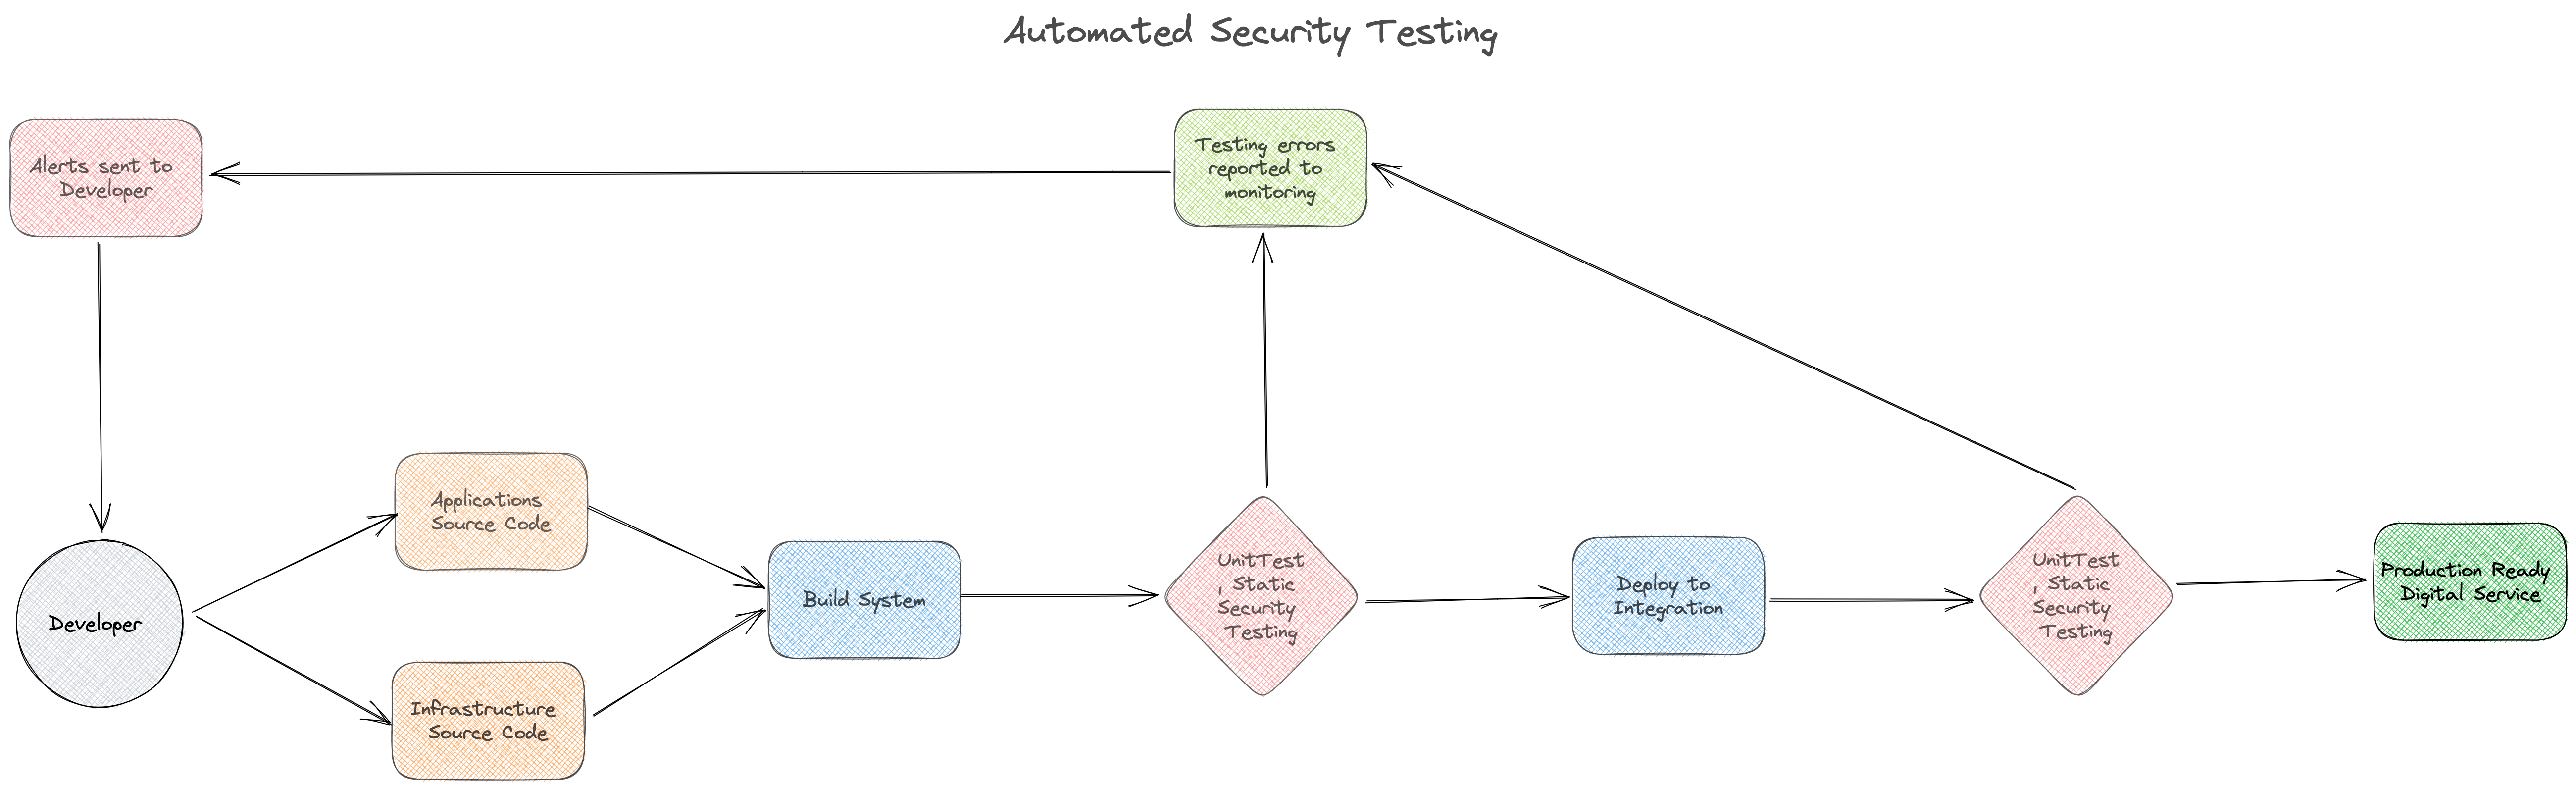 Automated Security Testing
Alerts sent to
Developer
Testing errors
reported to
monitoring
Developer
Applications
Source Code
Infrastructure
Source Code
Build System
UnitTest
, Static
Security
Testing
Deploy to
Integration
UnitTest
, Static
Security
Testing
Production Ready
Digital Service